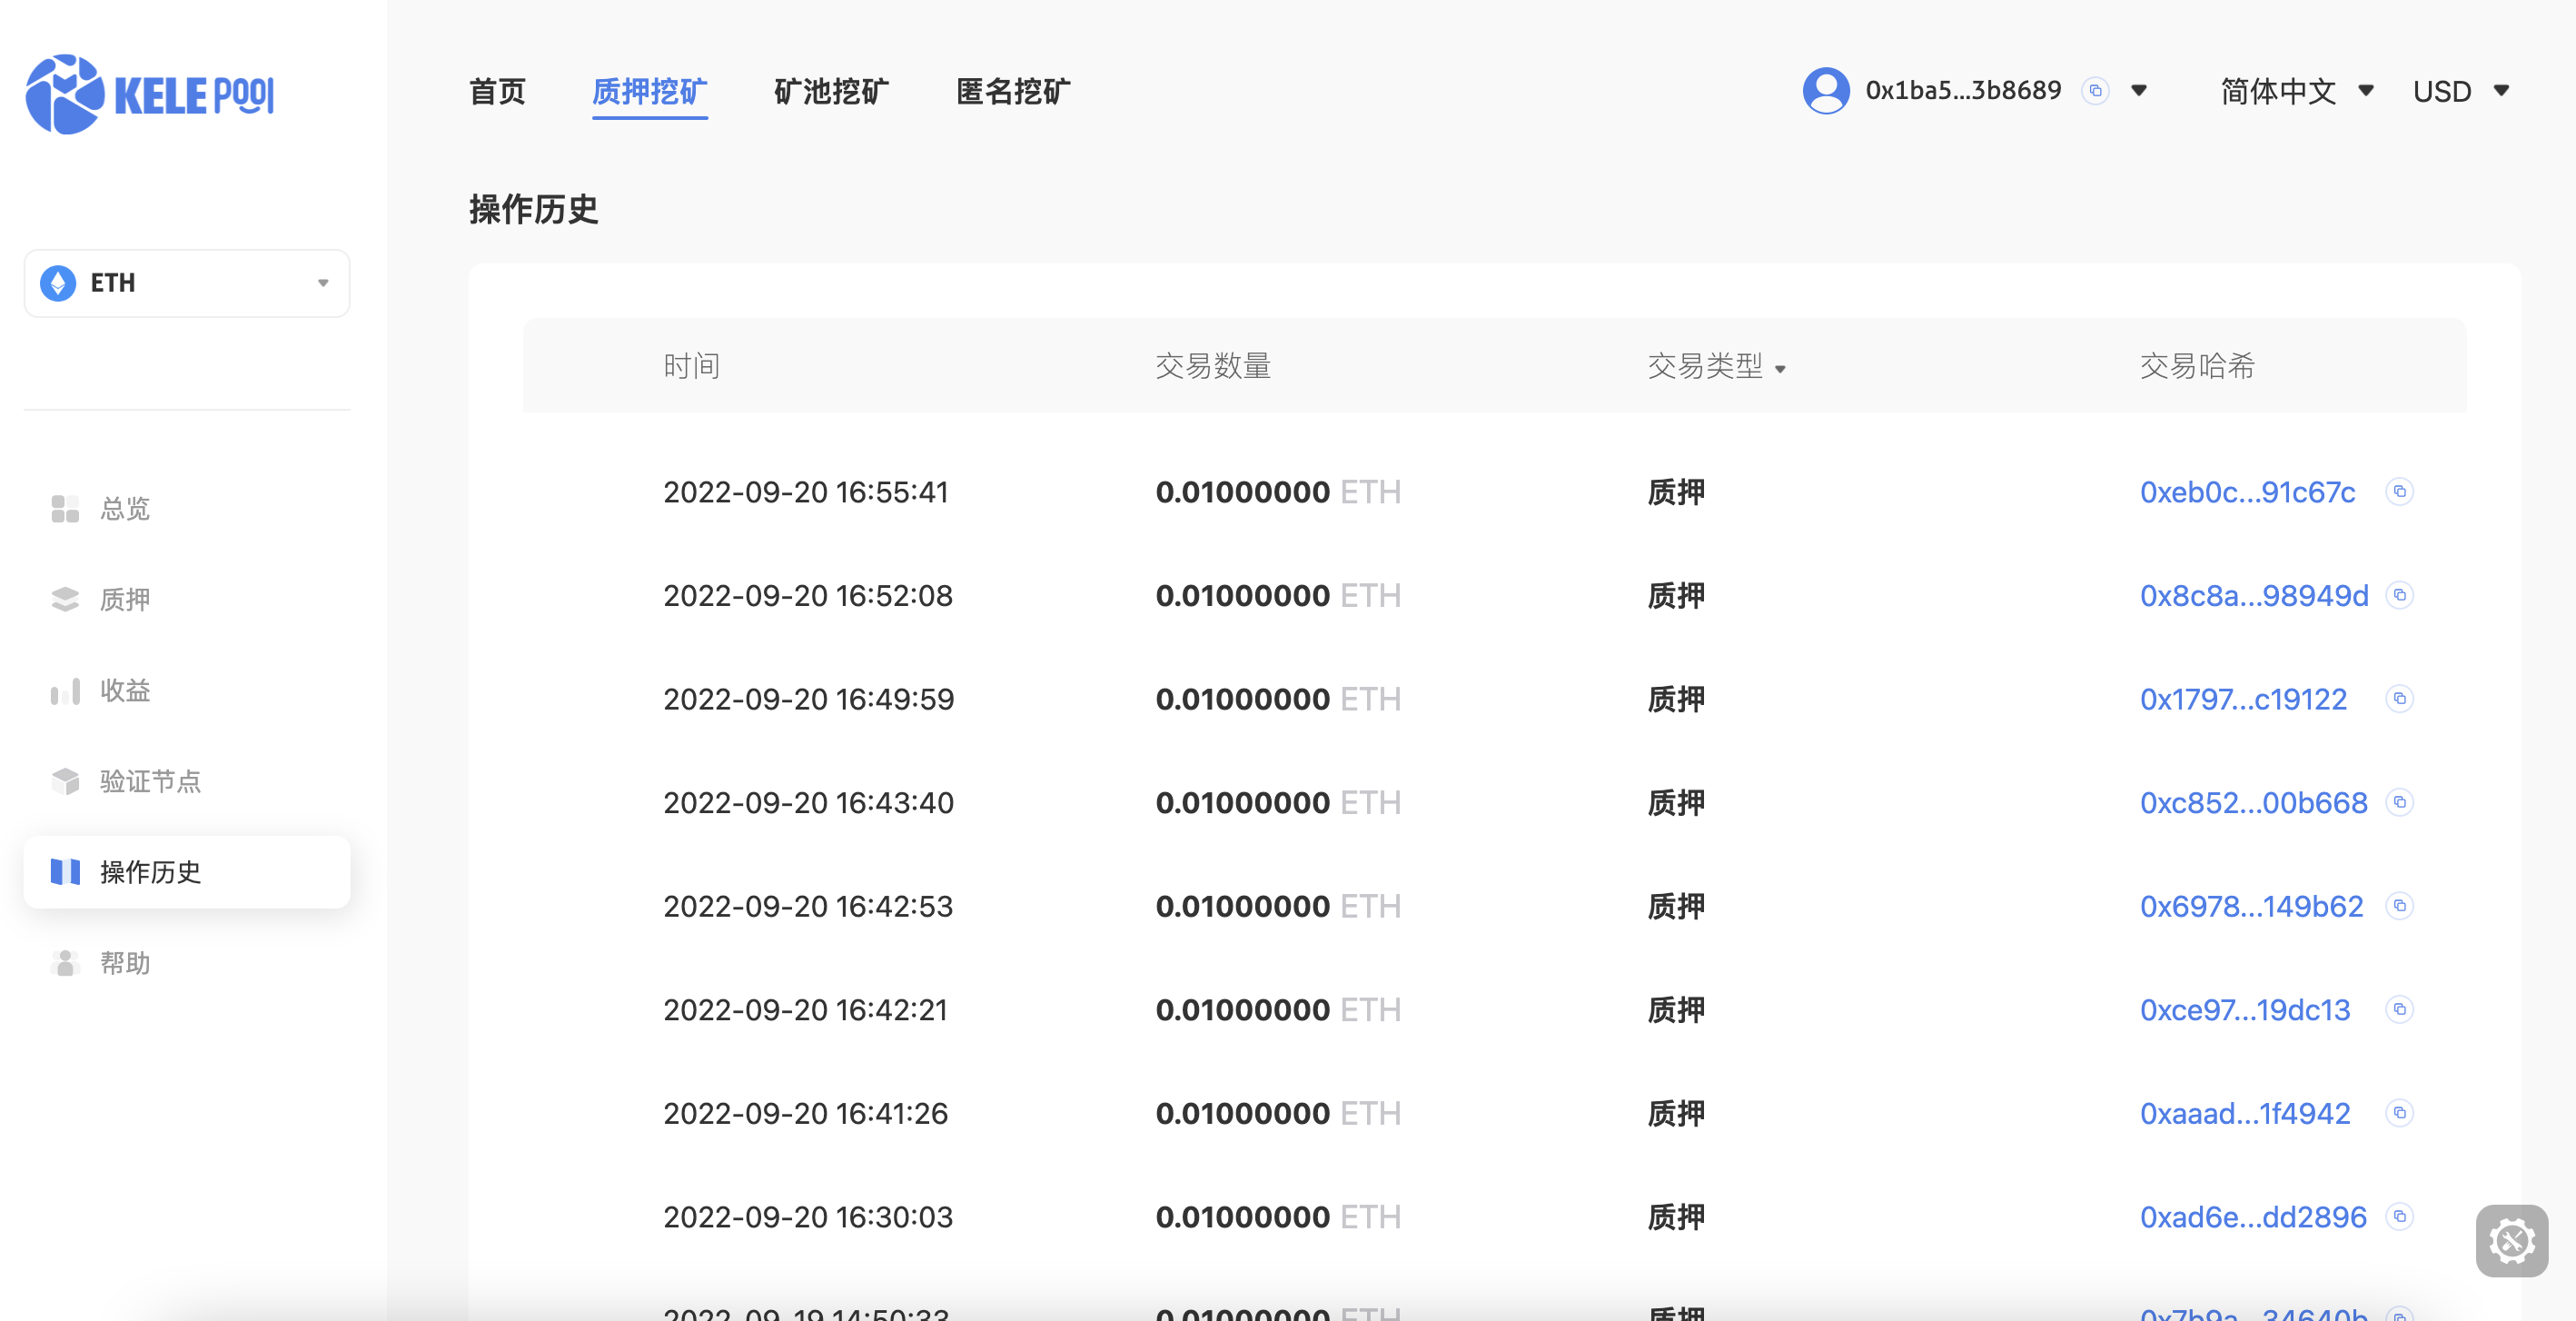 KELE POOL
首页 质押挖矿 矿池挖矿 匿名挖矿 0x1ba5...3b8689 简体中文 USD
ETH
总览
质押
收益
验证节点
操作历史
帮助
操作历史
时间 交易数量 交易类型 交易哈希
2022-09-20 16:55:41 0.01000000 ETH 质押 0xeb0c...91c67c
2022-09-20 16:52:08 0.01000000 ETH 质押 0x8c8a...98949d
2022-09-20 16:49:59 0.01000000 ETH 质押 0x1797...c19122
2022-09-20 16:43:40 0.01000000 ETH 质押 0xc852...00b668
2022-09-20 16:42:53 0.01000000 ETH 质押 0x6978...149b62
2022-09-20 16:42:21 0.01000000 ETH 质押 0xce97...19dc13
2022-09-20 16:41:26 0.01000000 ETH 质押 0xaaad...1f4942
2022-09-20 16:30:03 0.01000000 ETH 质押 0xad6e...dd2896
2022-09-19 14:50:33 0.01000000 ETH 质押 0x7b9a...34640b